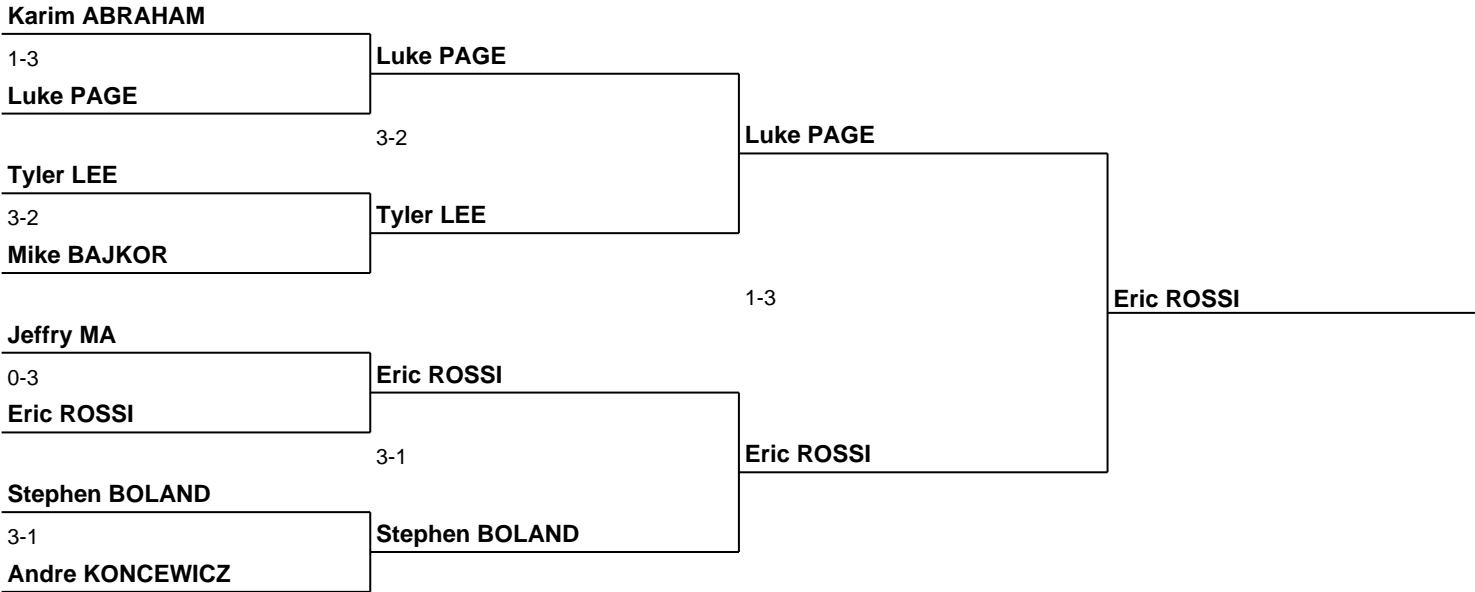 Karim ABRAHAM
1-3
Luke PAGE
Luke PAGE
3-2
Luke PAGE
Tyler LEE
3-2
Tyler LEE
Mike BAJKOR
1-3
Eric ROSSI
Jeffry MA
0-3
Eric ROSSI
Eric ROSSI
3-1
Eric ROSSI
Stephen BOLAND
3-1
Stephen BOLAND
Andre KONCEWICZ